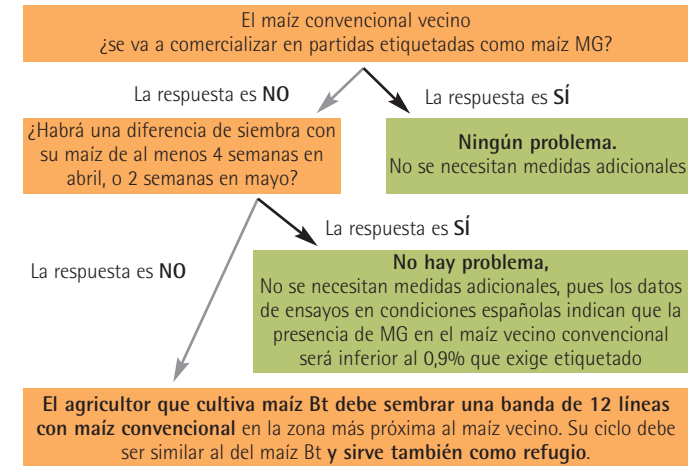 El maíz convencional vecino
¿se va a comercializar en partidas etiquetadas como maíz MG?
La respuesta es NO
La respuesta es SÍ
¿Habrá una diferencia de siembra con
su maíz de al menos 4 semanas en
abril, o 2 semanas en mayo?
Ningún problema.
No se necesitan medidas adicionales
La respuesta es SÍ
La respuesta es NO
No hay problema,
No se necesitan medidas adicionales, pues los datos
de ensayos en condiciones españolas indican que la
presencia de MG en el maíz vecino convencional
será inferior al 0,9% que exige etiquetado
El agricultor que cultiva maíz Bt debe sembrar una banda de 12 líneas
con maíz convencional en la zona más próxima al maíz vecino. Su ciclo debe
ser similar al del maíz Bt y sirve también como refugio.